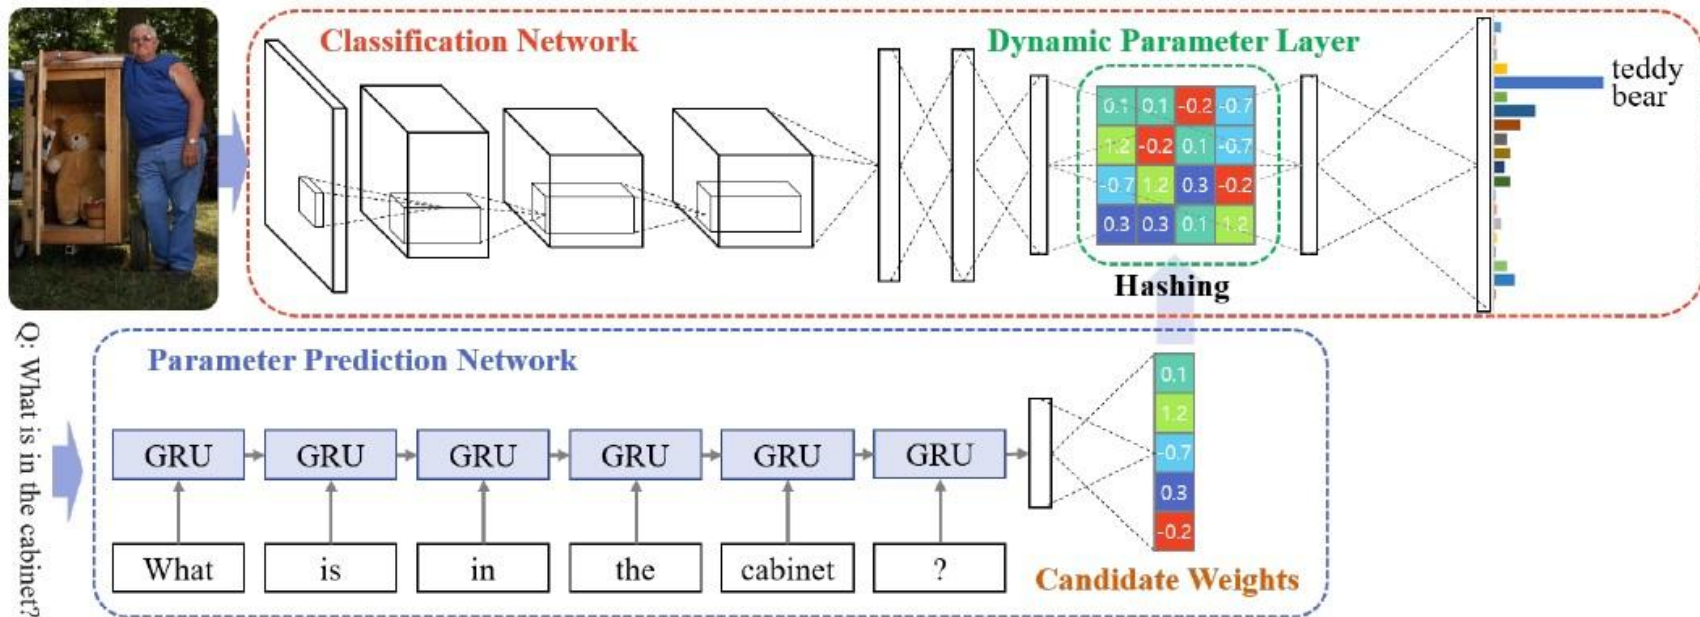 Classification Network
Dynamic Parameter Layer
teddy
bear
0.1 0.1 -0.2 -0.7
1.2 -0.2 0.1 -0.7
-0.7 1.2 0.3 -0.2
0.3 0.3 0.1 1.2
Hashing
Q: What is in the cabinet?
Parameter Prediction Network
0.1
1.2
-0.7
0.3
-0.2
GRU GRU GRU GRU GRU GRU
What is in the cabinet ?
Candidate Weights